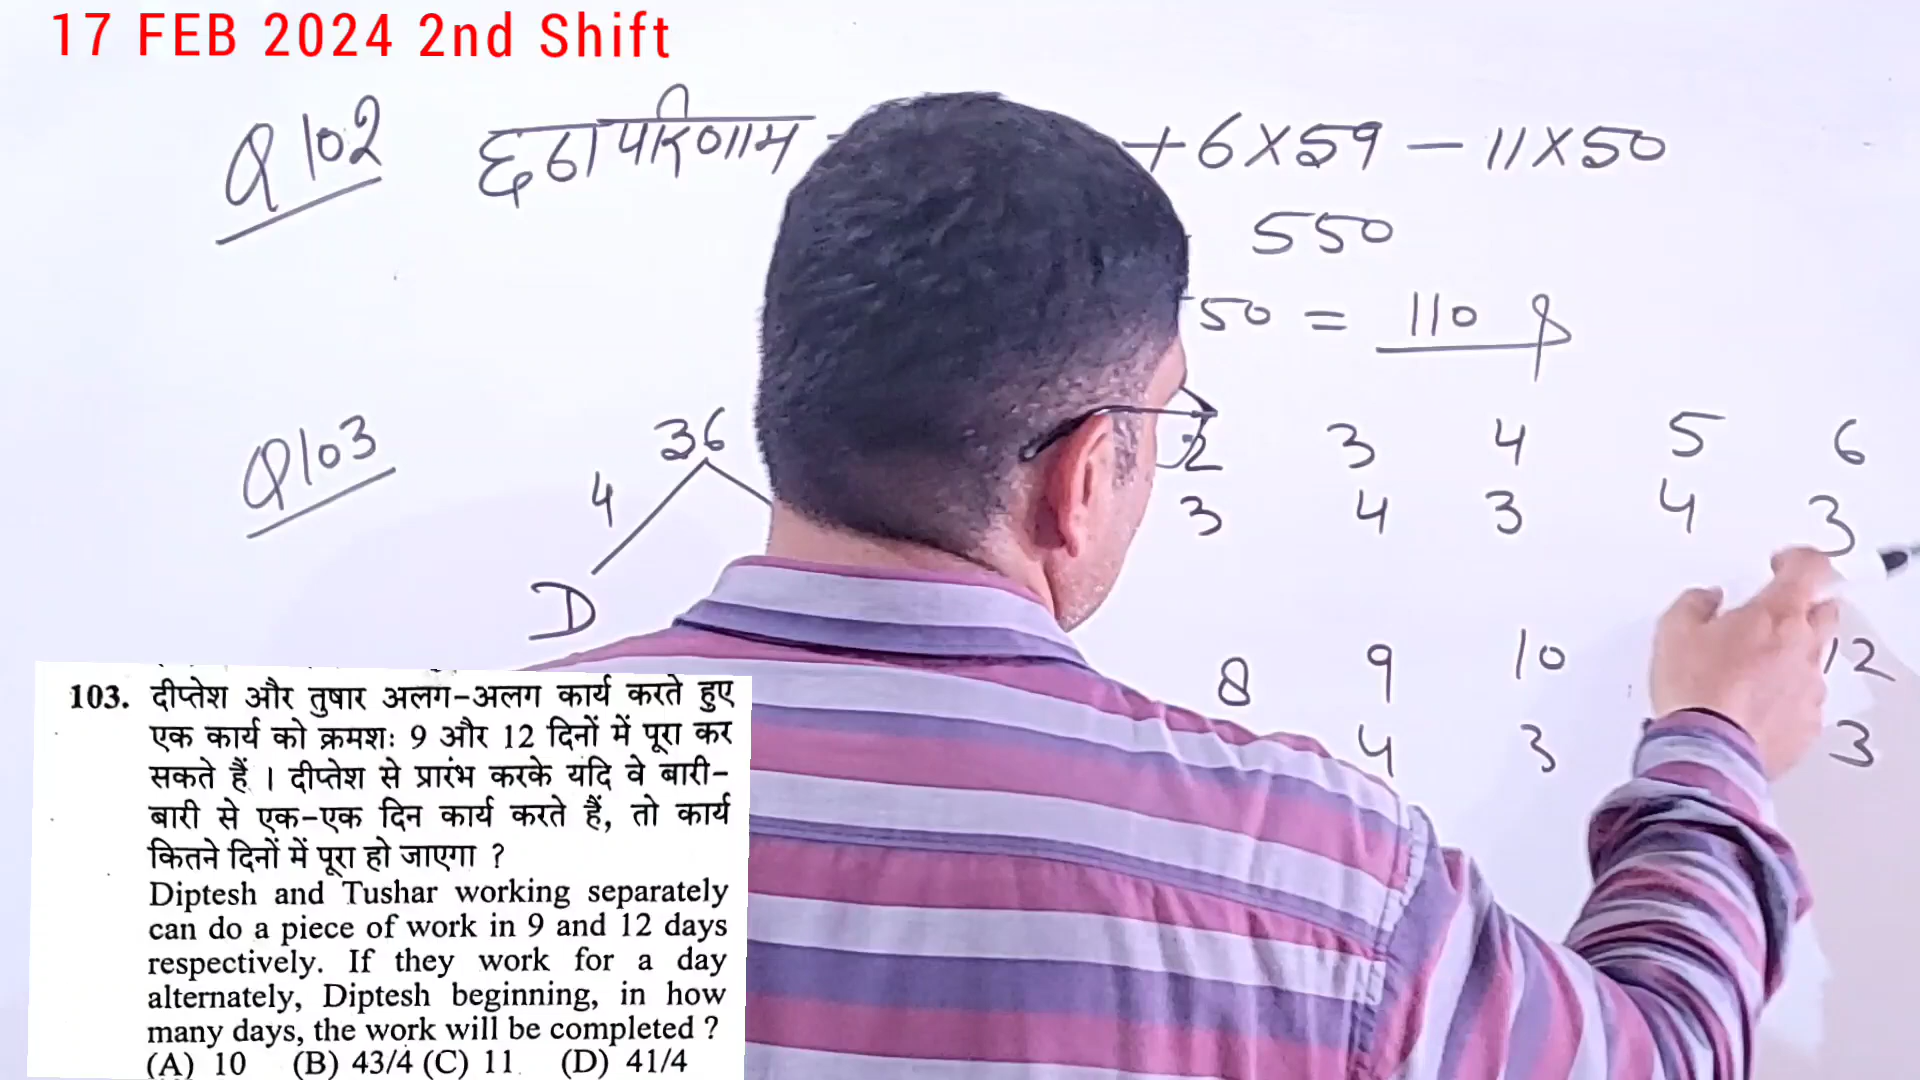 17 FEB 2024 2nd Shift
Q102 छठा परिणाम + 6×59 - 11×50
550
50 = 110
Q103 36 2 3 4 5 6
4 3 4 3 4 3
D
8 9 10 12
4 3 3
103. दीप्तेश और तुषार अलग-अलग कार्य करते हुए
एक कार्य को क्रमशः 9 और 12 दिनों में पूरा कर
सकते हैं । दीप्तेश से प्रारंभ करके यदि वे बारी-
बारी से एक-एक दिन कार्य करते हैं, तो कार्य
कितने दिनों में पूरा हो जाएगा ?
Diptesh and Tushar working separately
can do a piece of work in 9 and 12 days
respectively. If they work for a day
alternately, Diptesh beginning, in how
many days, the work will be completed ?
(A) 10 (B) 43/4 (C) 11 (D) 41/4